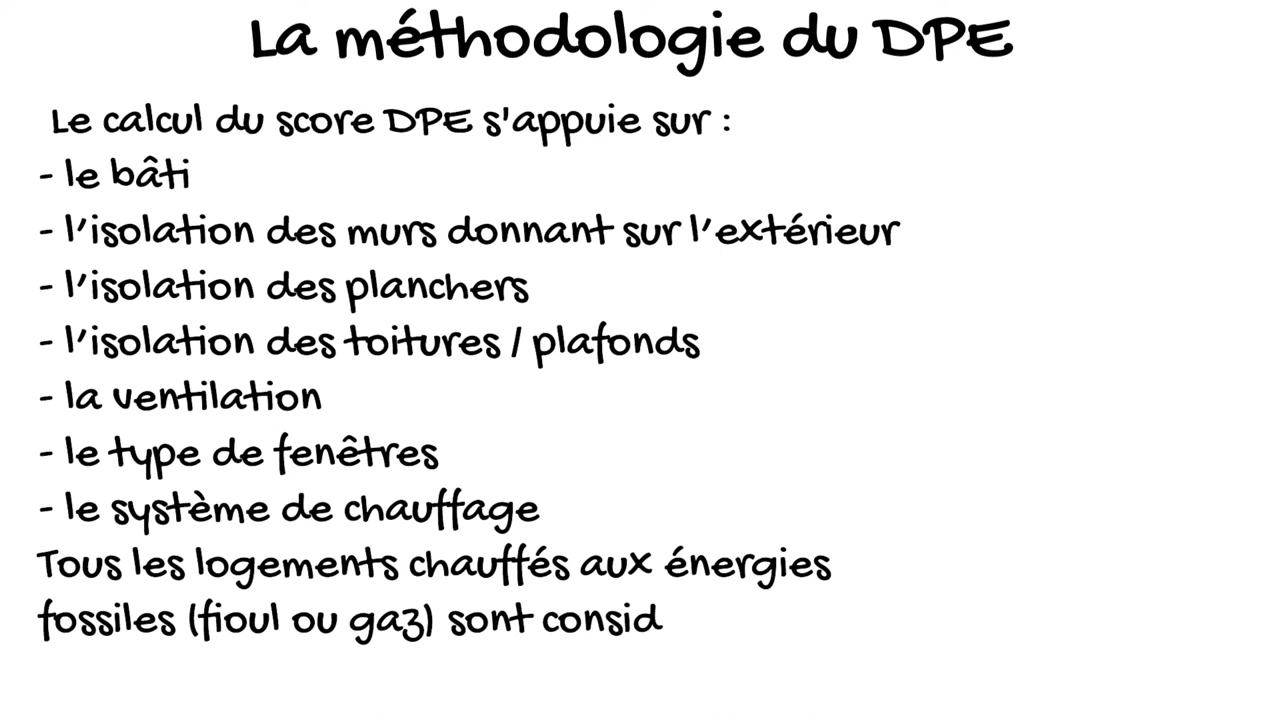 La méthodologie du DPE
Le calcul du score DPE s'appuie sur :
- le bâti
- l'isolation des murs donnant sur l'extérieur
- l'isolation des planchers
- l'isolation des toitures / plafonds
- la ventilation
- le type de fenêtres
- le système de chauffage
Tous les logements chauffés aux énergies
fossiles (fioul ou gaz) sont consid